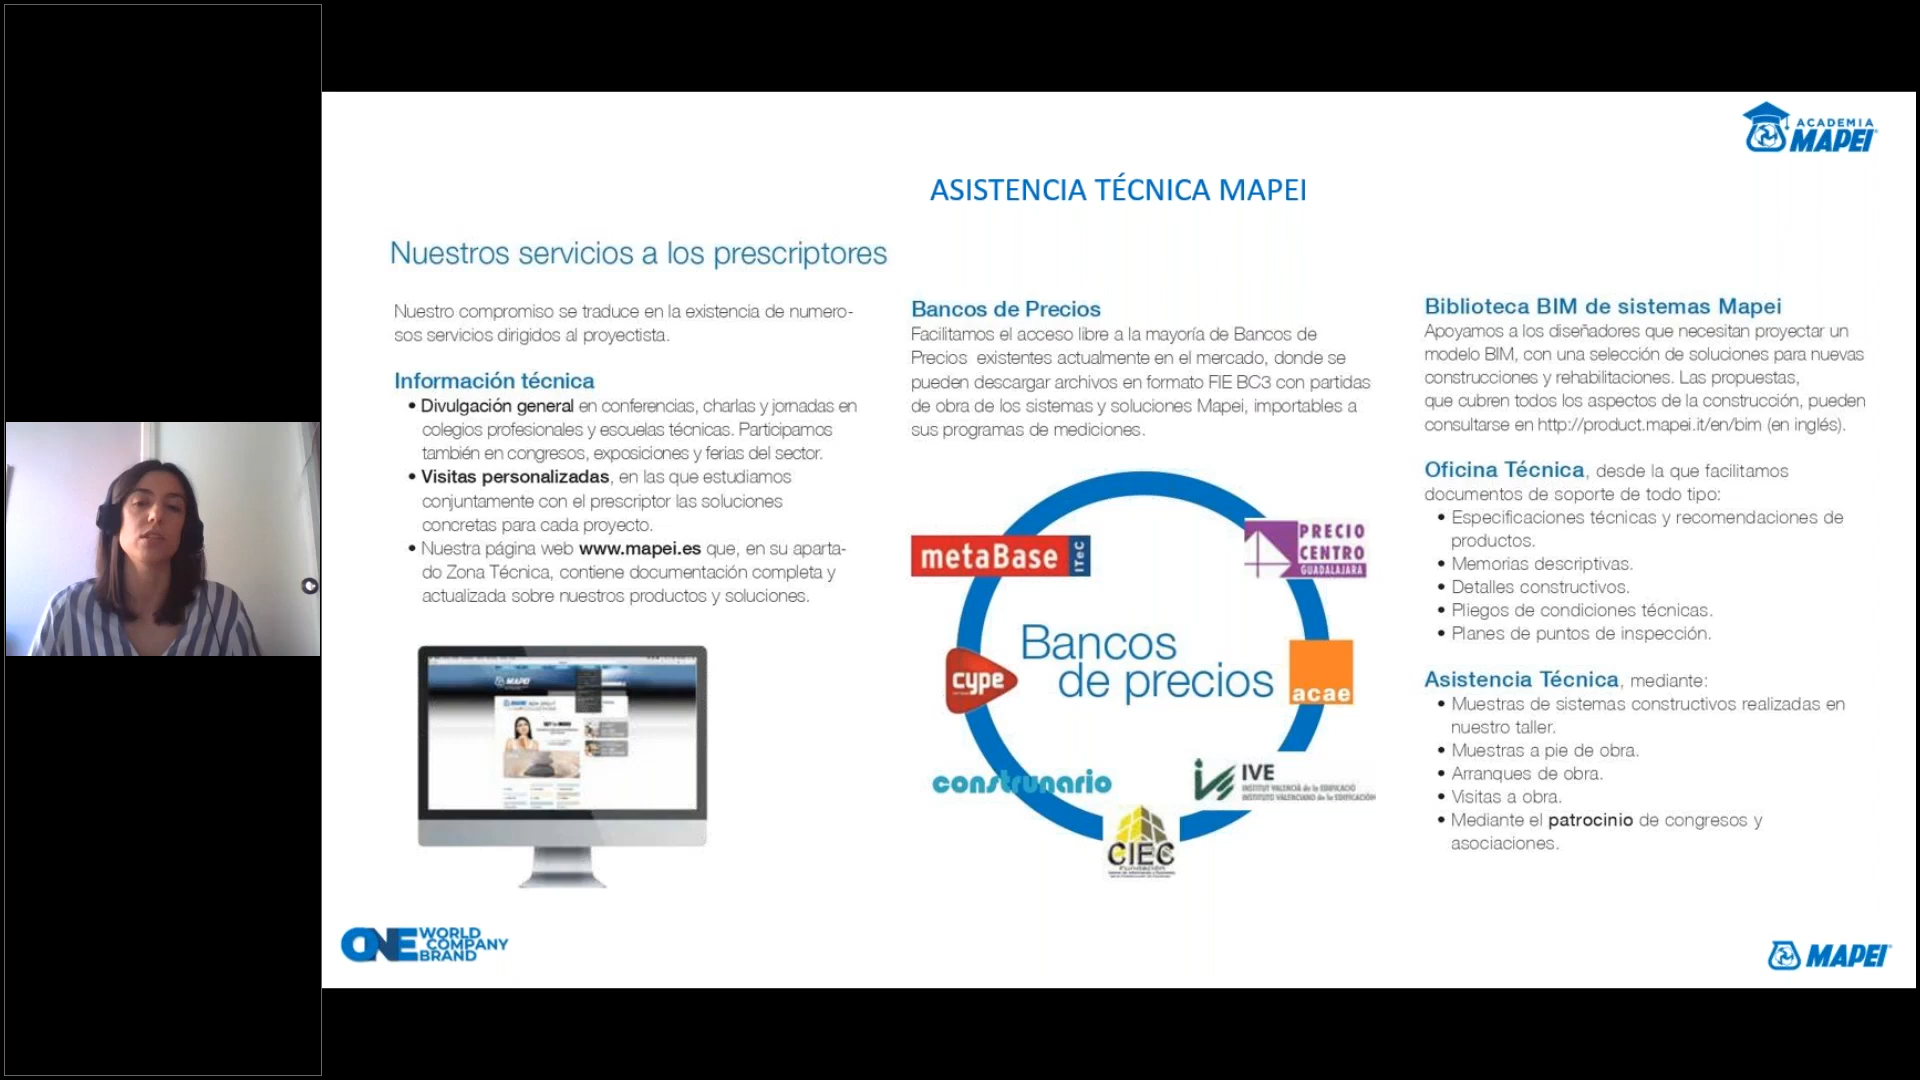 ACADEMIA
MAPEI
ASISTENCIA TÉCNICA MAPEI
Nuestros servicios a los prescriptores
Nuestro compromiso se traduce en la existencia de numero-
sos servicios dirigidos al proyectista.
Información técnica
• Divulgación general en conferencias, charlas y jornadas en
colegios profesionales y escuelas técnicas. Participamos
también en congresos, exposiciones y ferias del sector.
• Visitas personalizadas, en las que estudiamos
conjuntamente con el prescriptor las soluciones
concretas para cada proyecto.
• Nuestra página web www.mapei.es que, en su aparta-
do Zona Técnica, contiene documentación completa y
actualizada sobre nuestros productos y soluciones.
MAPEI
Bancos de Precios
Facilitamos el acceso libre a la mayoría de Bancos de
Precios existentes actualmente en el mercado, donde se
pueden descargar archivos en formato FIE BC3 con partidas
de obra de los sistemas y soluciones Mapei, importables a
sus programas de mediciones.
metaBase ITeC
PRECIO
CENTRO
GUADALAJARA
Bancos
de precios
cype
acae
construnario
IVE
INSTITUT VALENCIÀ de la EDIFICACIÓ
INSTITUTO VALENCIANO de la EDIFICACIÓN
CIEC
FUNDACIÓN
Biblioteca BIM de sistemas Mapei
Apoyamos a los diseñadores que necesitan proyectar un
modelo BIM, con una selección de soluciones para nuevas
construcciones y rehabilitaciones. Las propuestas,
que cubren todos los aspectos de la construcción, pueden
consultarse en http://product.mapei.it/en/bim (en inglés).
Oficina Técnica, desde la que facilitamos
documentos de soporte de todo tipo:
• Especificaciones técnicas y recomendaciones de
productos.
• Memorias descriptivas.
• Detalles constructivos.
• Pliegos de condiciones técnicas.
• Planes de puntos de inspección.
Asistencia Técnica, mediante:
• Muestras de sistemas constructivos realizadas en
nuestro taller.
• Muestras a pie de obra.
• Arranques de obra.
• Visitas a obra.
• Mediante el patrocinio de congresos y
asociaciones.
ONE WORLD
COMPANY
BRAND
MAPEI